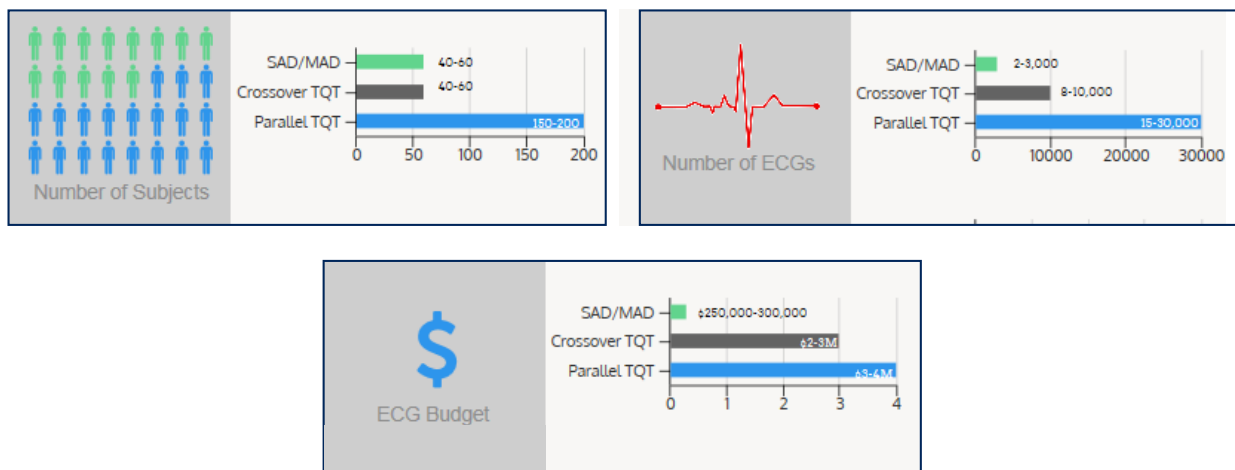 SAD/MAD
40-60
Crossover TQT
40-60
Parallel TQT
150-200
0 50 100 150 200
Number of Subjects
SAD/MAD
2-3,000
Crossover TQT
8-10,000
Parallel TQT
15-30,000
0 10000 20000 30000
Number of ECGs
SAD/MAD
$250,000-300,000
Crossover TQT
$2-3M
Parallel TQT
$3-4M
0 1 2 3 4
$
ECG Budget